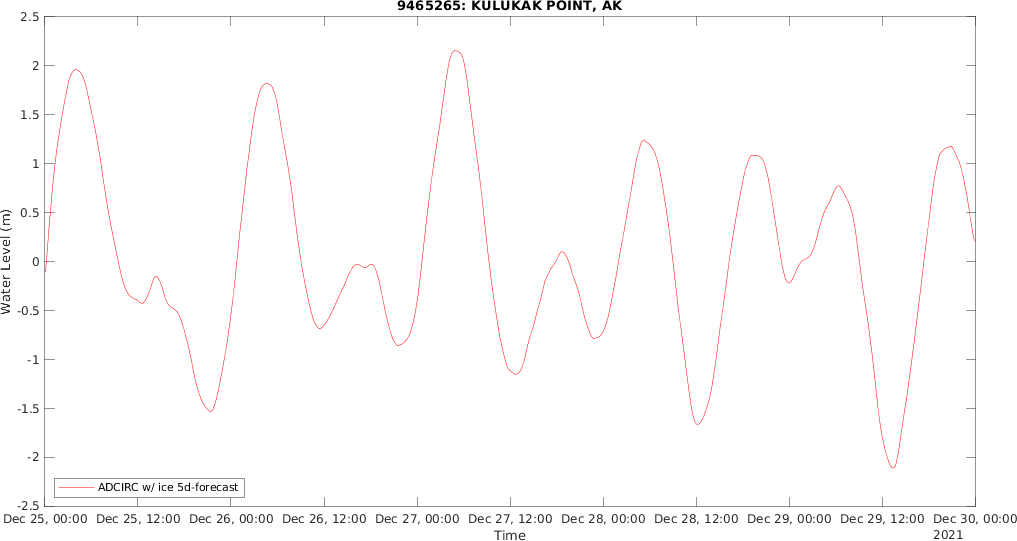 9465265: KULUKAK POINT, AK
2.5
2
1.5
1
0.5
0
-0.5
-1
-1.5
-2
-2.5
Water Level (m)
ADCIRC w/ ice 5d-forecast
Dec 25, 00:00 Dec 25, 12:00 Dec 26, 00:00 Dec 26, 12:00 Dec 27, 00:00 Dec 27, 12:00 Dec 28, 00:00 Dec 28, 12:00 Dec 29, 00:00 Dec 29, 12:00 Dec 30, 00:00
Time
2021